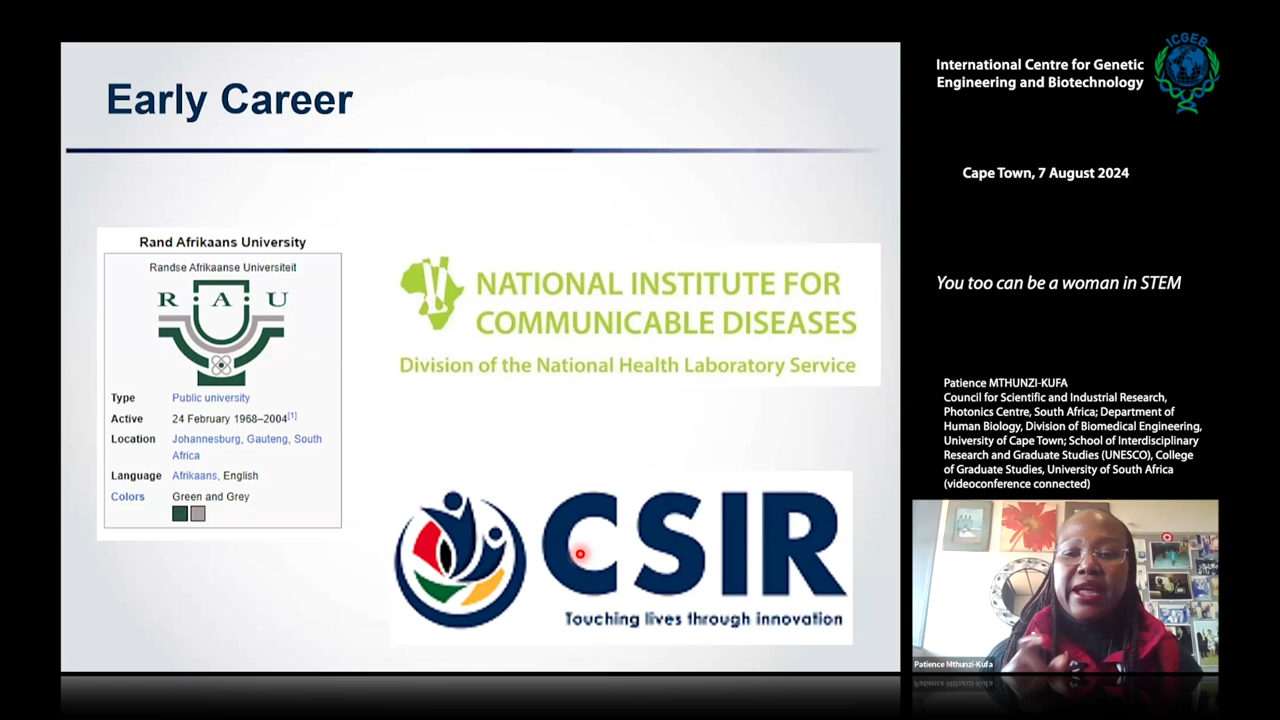 Early Career
Rand Afrikaans University
Randse Afrikaanse Universiteit
R A U
Type Public university
Active 24 February 1968–2004[1]
Location Johannesburg, Gauteng, South
Africa
Language Afrikaans, English
Colors Green and Grey
NATIONAL INSTITUTE FOR
COMMUNICABLE DISEASES
Division of the National Health Laboratory Service
CSIR
Touching lives through innovation
ICGEB
International Centre for Genetic
Engineering and Biotechnology
Cape Town, 7 August 2024
You too can be a woman in STEM
Patience MTHUNZI-KUFA
Council for Scientific and Industrial Research,
Photonics Centre, South Africa; Department of
Human Biology, Division of Biomedical Engineering,
University of Cape Town; School of Interdisciplinary
Research and Graduate Studies (UNESCO), College
of Graduate Studies, University of South Africa
(videoconference connected)
Patience Mthunzi-Kufa